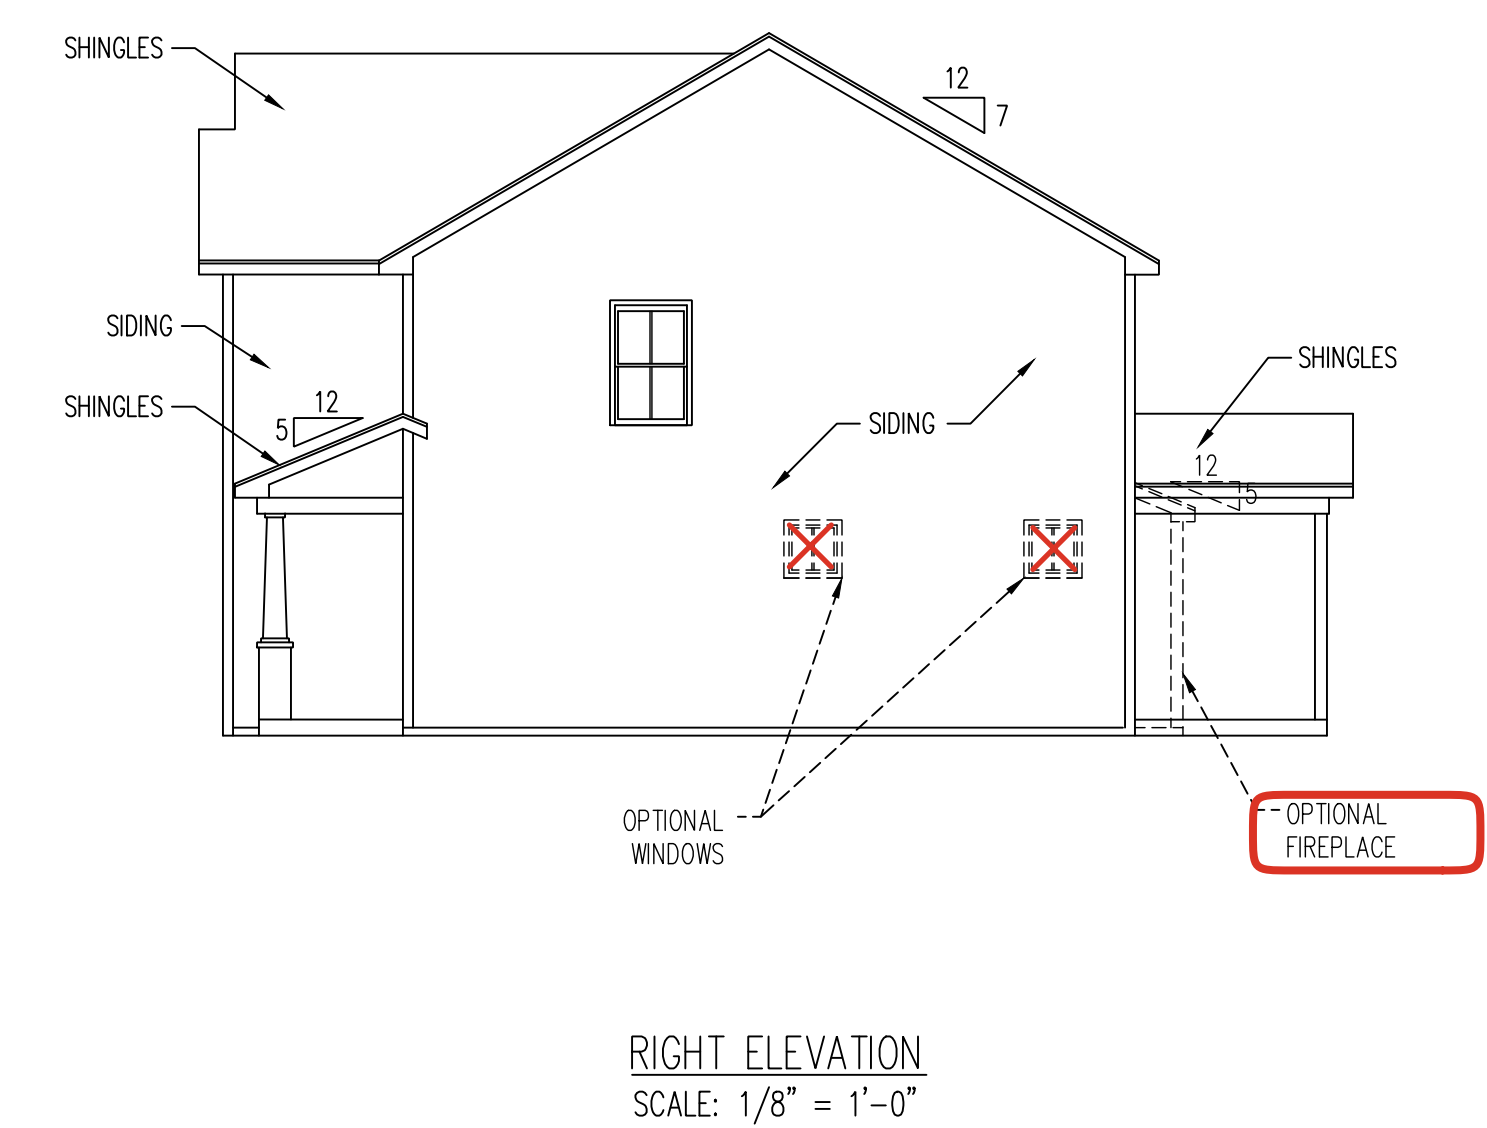 SHINGLES
12
7
SIDING
SHINGLES
12
5
SHINGLES
SIDING
12
5
OPTIONAL
WINDOWS
OPTIONAL
FIREPLACE
RIGHT ELEVATION
SCALE: 1/8" = 1'-0"